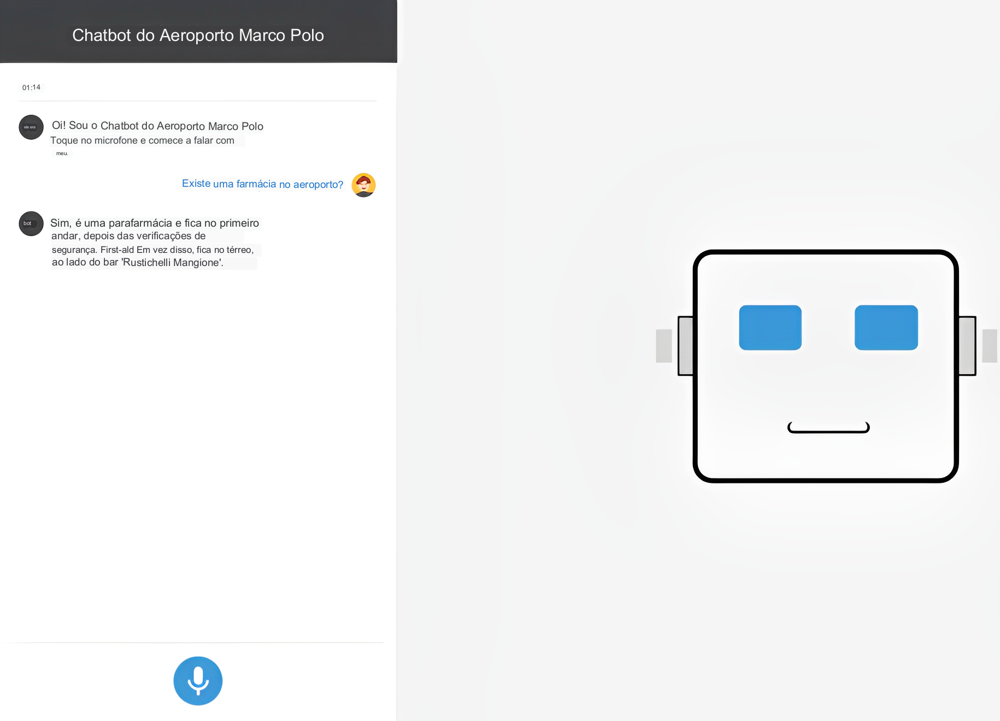 Chatbot do Aeroporto Marco Polo
01:14
ele era
Oi! Sou o Chatbot do Aeroporto Marco Polo
Toque no microfone e comece a falar com
meu.
Existe uma farmácia no aeroporto?
bot
Sim, é uma parafarmácia e fica no primeiro
andar, depois das verificações de
segurança. First-ald Em vez disso, fica no térreo,
ao lado do bar 'Rustichelli Mangione'.